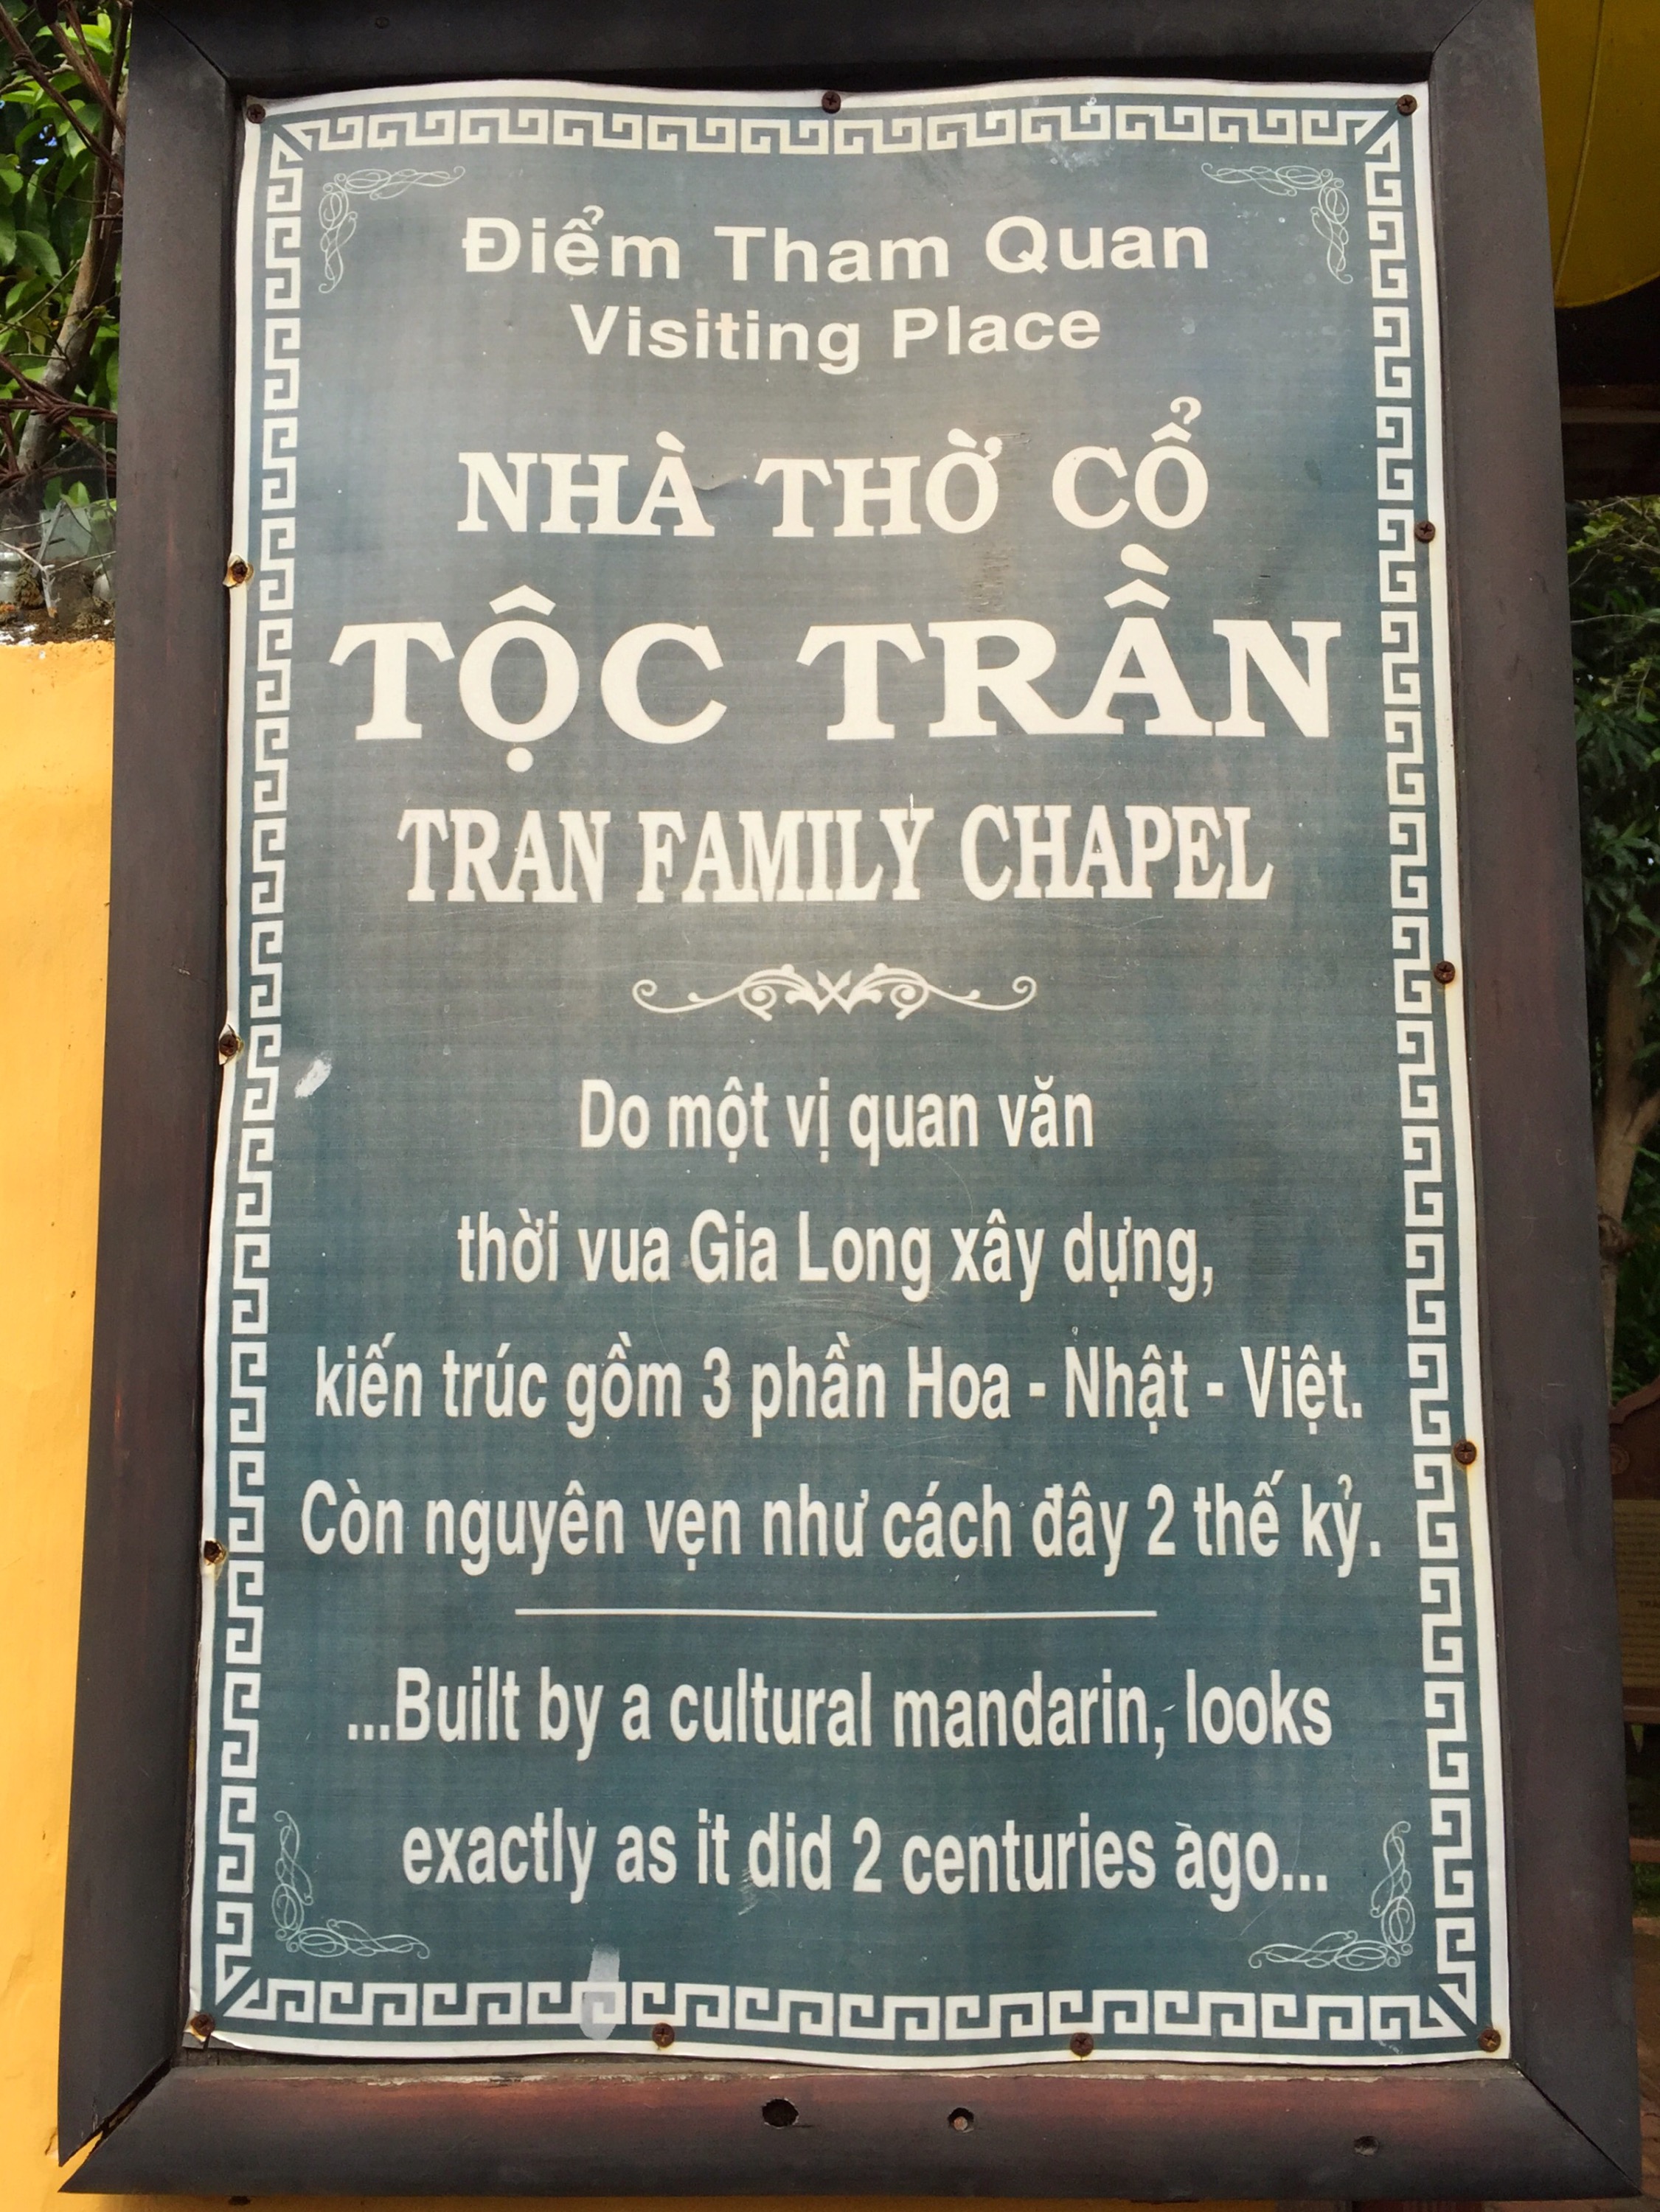 Điểm Tham Quan
Visiting Place
NHÀ THỜ CỔ
TỘC TRẦN
TRAN FAMILY CHAPEL
Do một vị quan văn
thời vua Gia Long xây dựng,
kiến trúc gồm 3 phần Hoa - Nhật - Việt.
Còn nguyên vẹn như cách đây 2 thế kỷ.
...Built by a cultural mandarin, looks
exactly as it did 2 centuries ago...